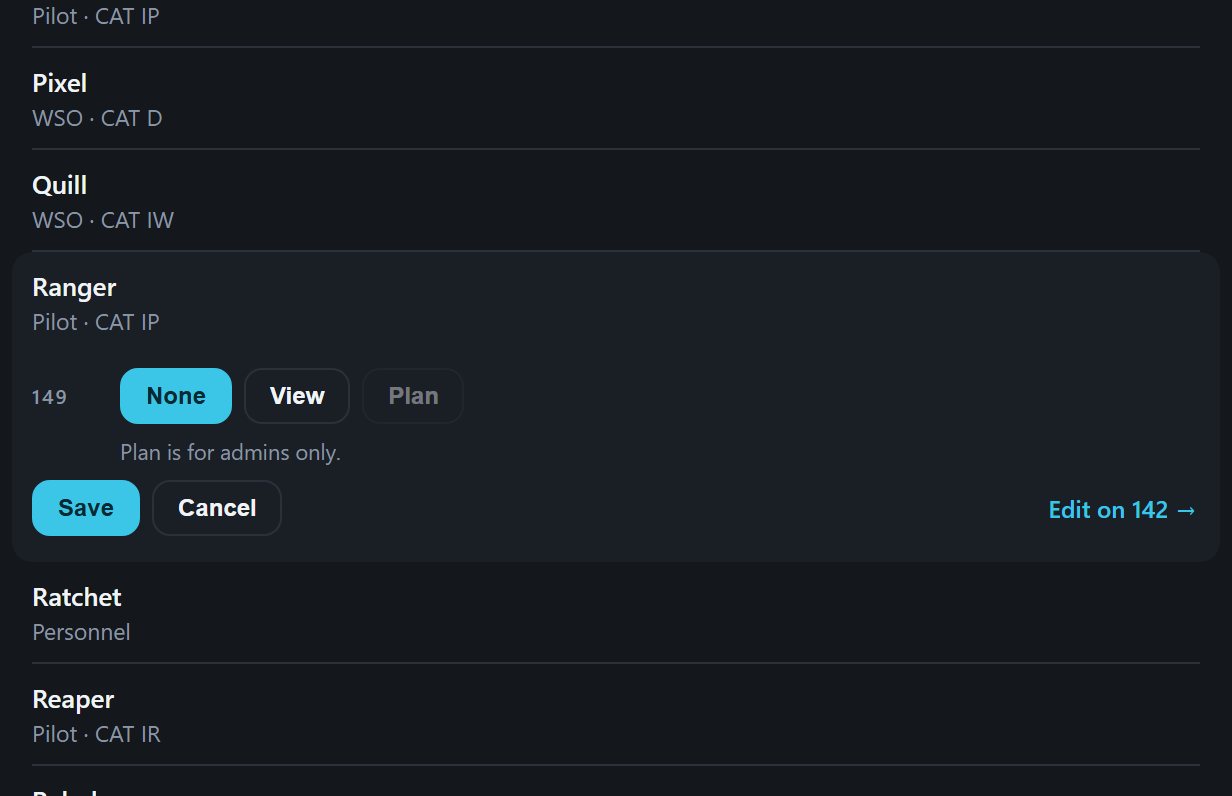 Pilot · CAT IP
Pixel
WSO · CAT D
Quill
WSO · CAT IW
Ranger
Pilot · CAT IP
149 None View Plan
Plan is for admins only.
Save Cancel Edit on 142 →
Ratchet
Personnel
Reaper
Pilot · CAT IR